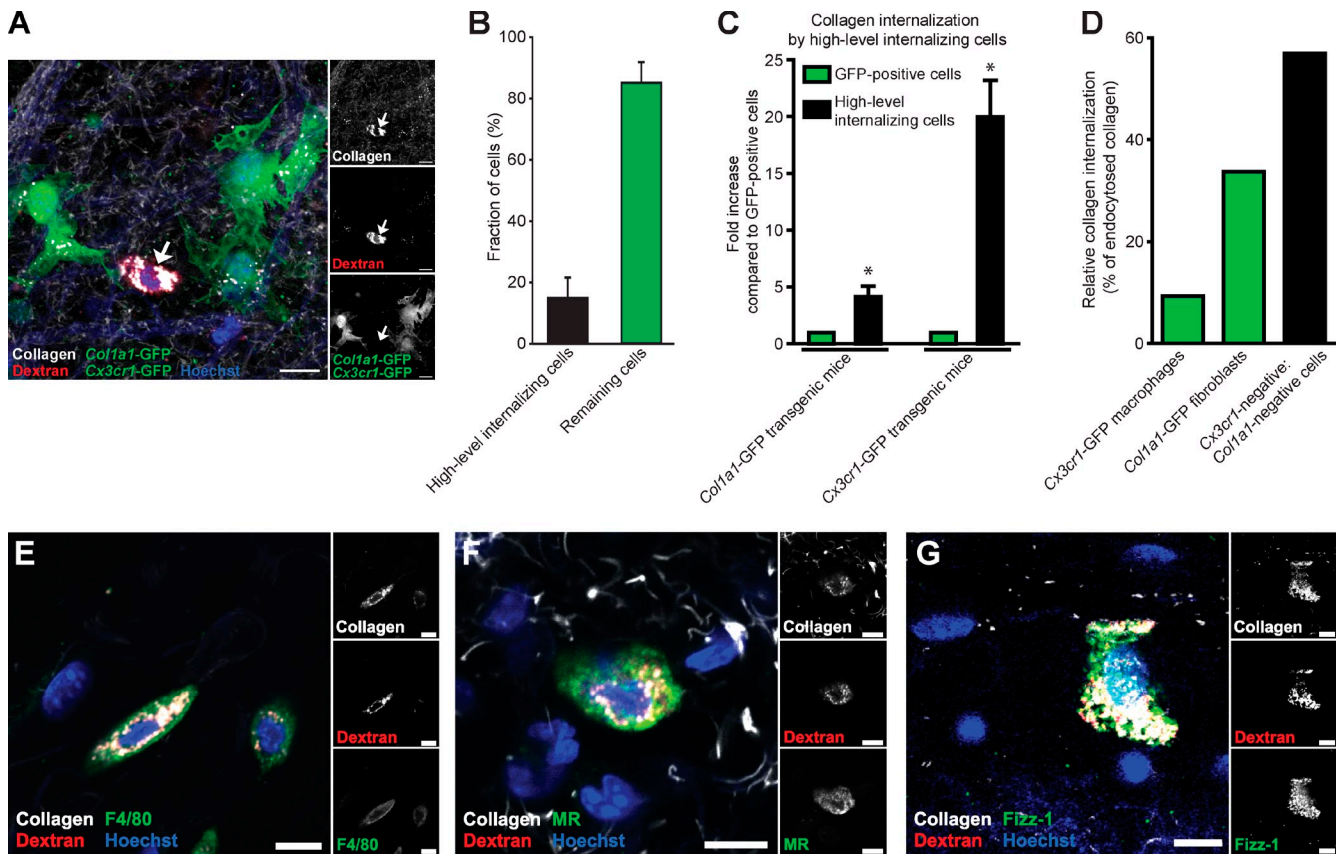 A
Collagen
Dextran
Col1a1-GFP
Cx3cr1-GFP
Collagen Col1a1-GFP
Dextran Cx3cr1-GFP Hoechst
B
Fraction of cells (%)
100
80
60
40
20
0
High-level internalizing cells
Remaining cells
C
Collagen internalization
by high-level internalizing cells
Fold increase
compared to GFP-positive cells
25
20
15
10
5
0
GFP-positive cells
High-level
internalizing cells
*
*
Col1a1-GFP transgenic mice
Cx3cr1-GFP transgenic mice
D
Relative collagen internalization
(% of endocytosed collagen)
60
40
20
0
Cx3cr1-GFP macrophages
Col1a1-GFP fibroblasts
Cx3cr1-negative:
Col1a1-negative cells
E
Collagen
Dextran
F4/80
Collagen F4/80
Dextran Hoechst
F
Collagen
Dextran
MR
Collagen MR
Dextran Hoechst
G
Collagen
Dextran
Fizz-1
Collagen Fizz-1
Dextran Hoechst